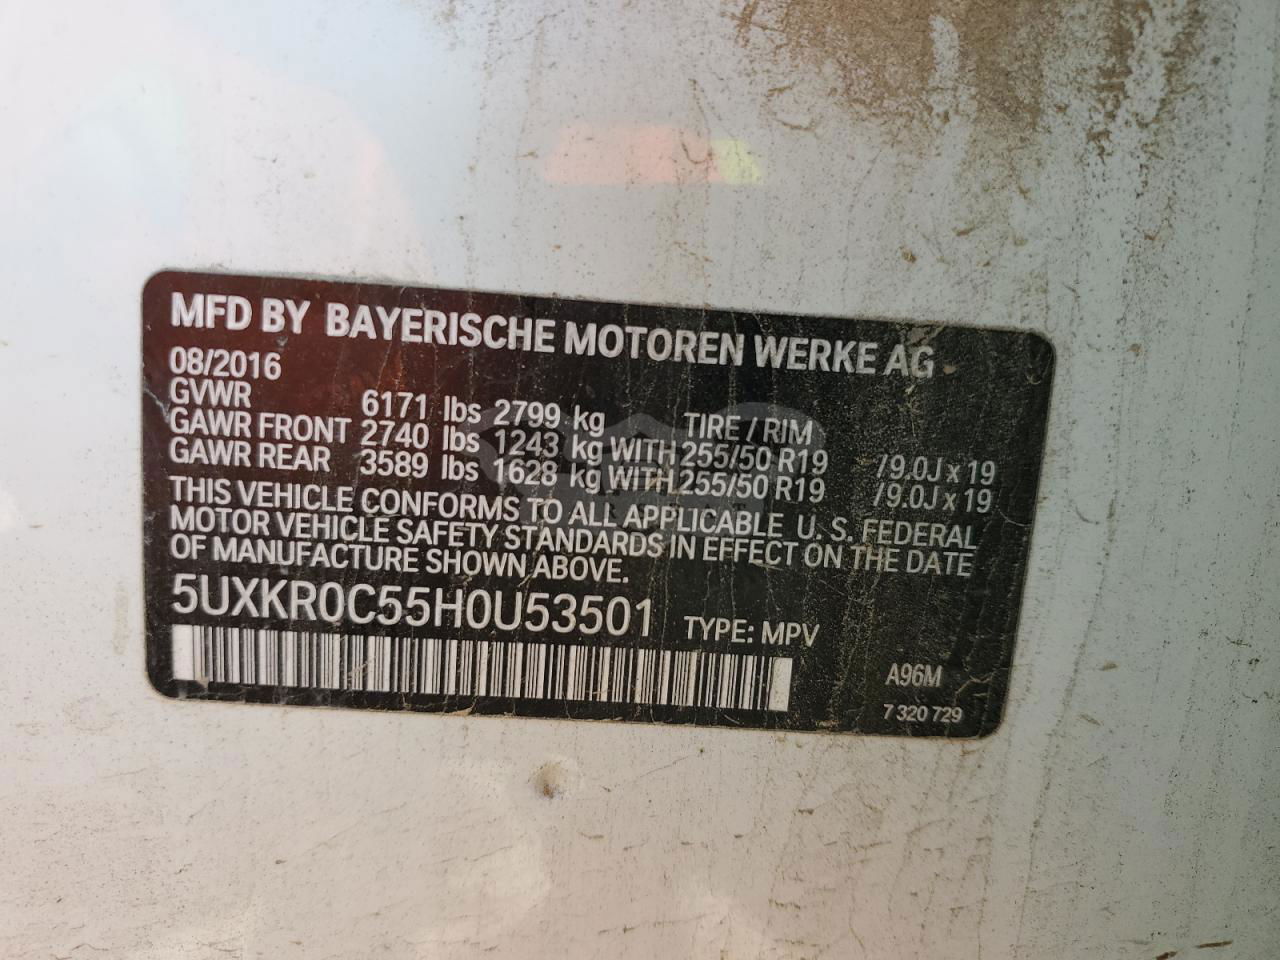 MFD BY BAYERISCHE MOTOREN WERKE AG
08/2016
GVWR 6171 lbs 2799 kg TIRE / RIM
GAWR FRONT 2740 lbs 1243 kg WITH 255/50 R19 /9.0J x 19
GAWR REAR 3589 lbs 1628 kg WITH 255/50 R19 /9.0J x 19
THIS VEHICLE CONFORMS TO ALL APPLICABLE U. S. FEDERAL
MOTOR VEHICLE SAFETY STANDARDS IN EFFECT ON THE DATE
OF MANUFACTURE SHOWN ABOVE.
5UXKR0C55H0U53501 TYPE: MPV
A96M
7 320 729